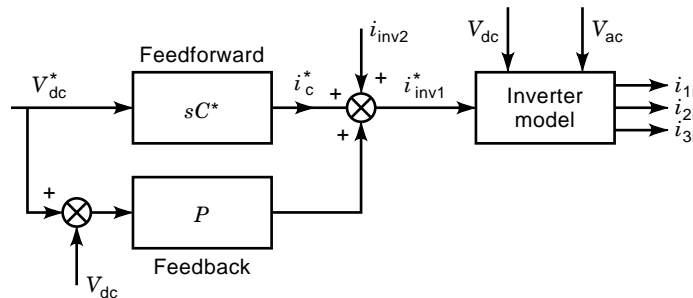 Feedforward
V*dc
sC*
i*c
+
iinv2
+
+
i*inv1
Vdc
Vac
Inverter
model
i1
i2
i3
+
Vdc
P
Feedback